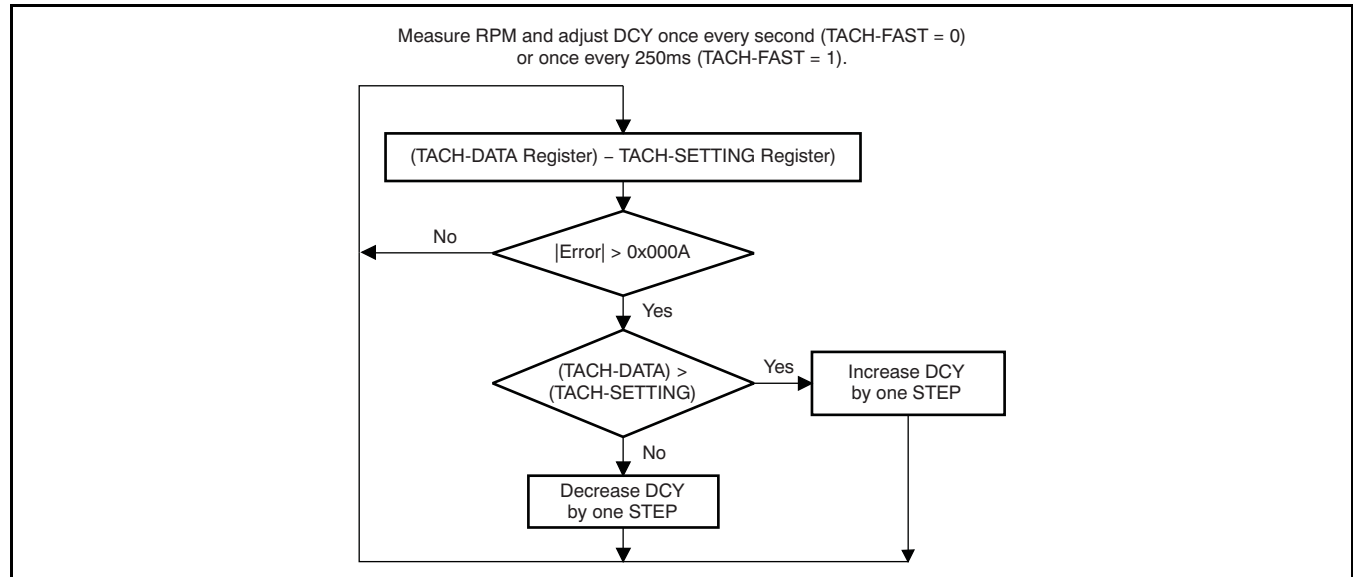 Measure RPM and adjust DCY once every second (TACH-FAST = 0)
or once every 250ms (TACH-FAST = 1).
(TACH-DATA Register) – TACH-SETTING Register)
No
|Error| > 0x000A
Yes
(TACH-DATA) >
(TACH-SETTING)
Yes
Increase DCY
by one STEP
No
Decrease DCY
by one STEP